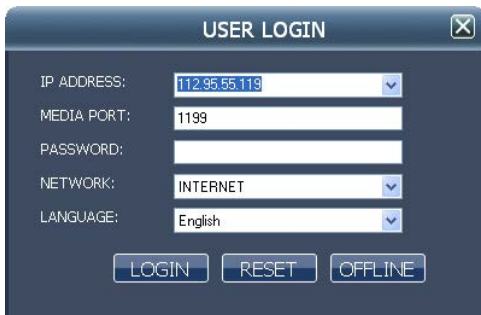 USER LOGIN
IP ADDRESS: 112.95.55.119
MEDIA PORT: 1199
PASSWORD:
NETWORK: INTERNET
LANGUAGE: English
LOGIN RESET OFFLINE